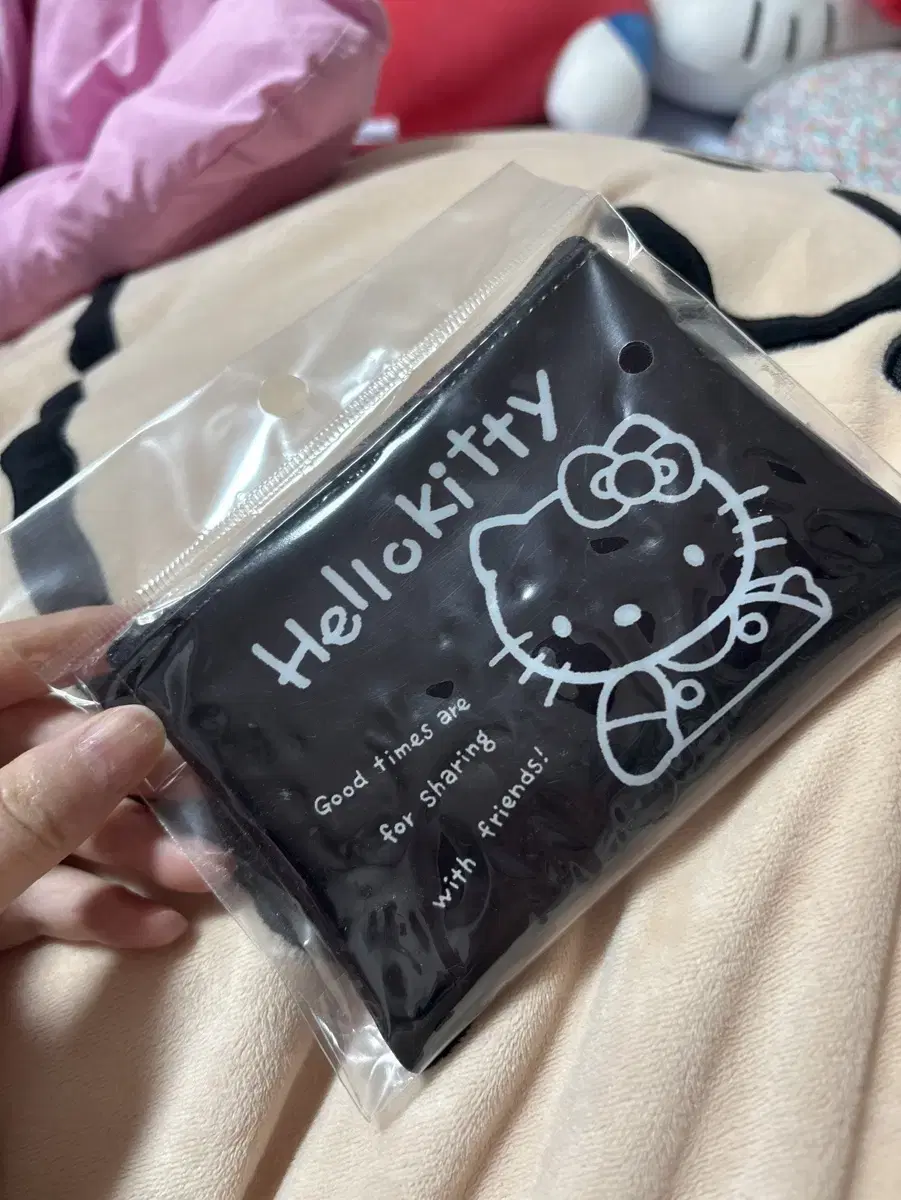 Hellokitty
Good times are
for sharing
with friends!